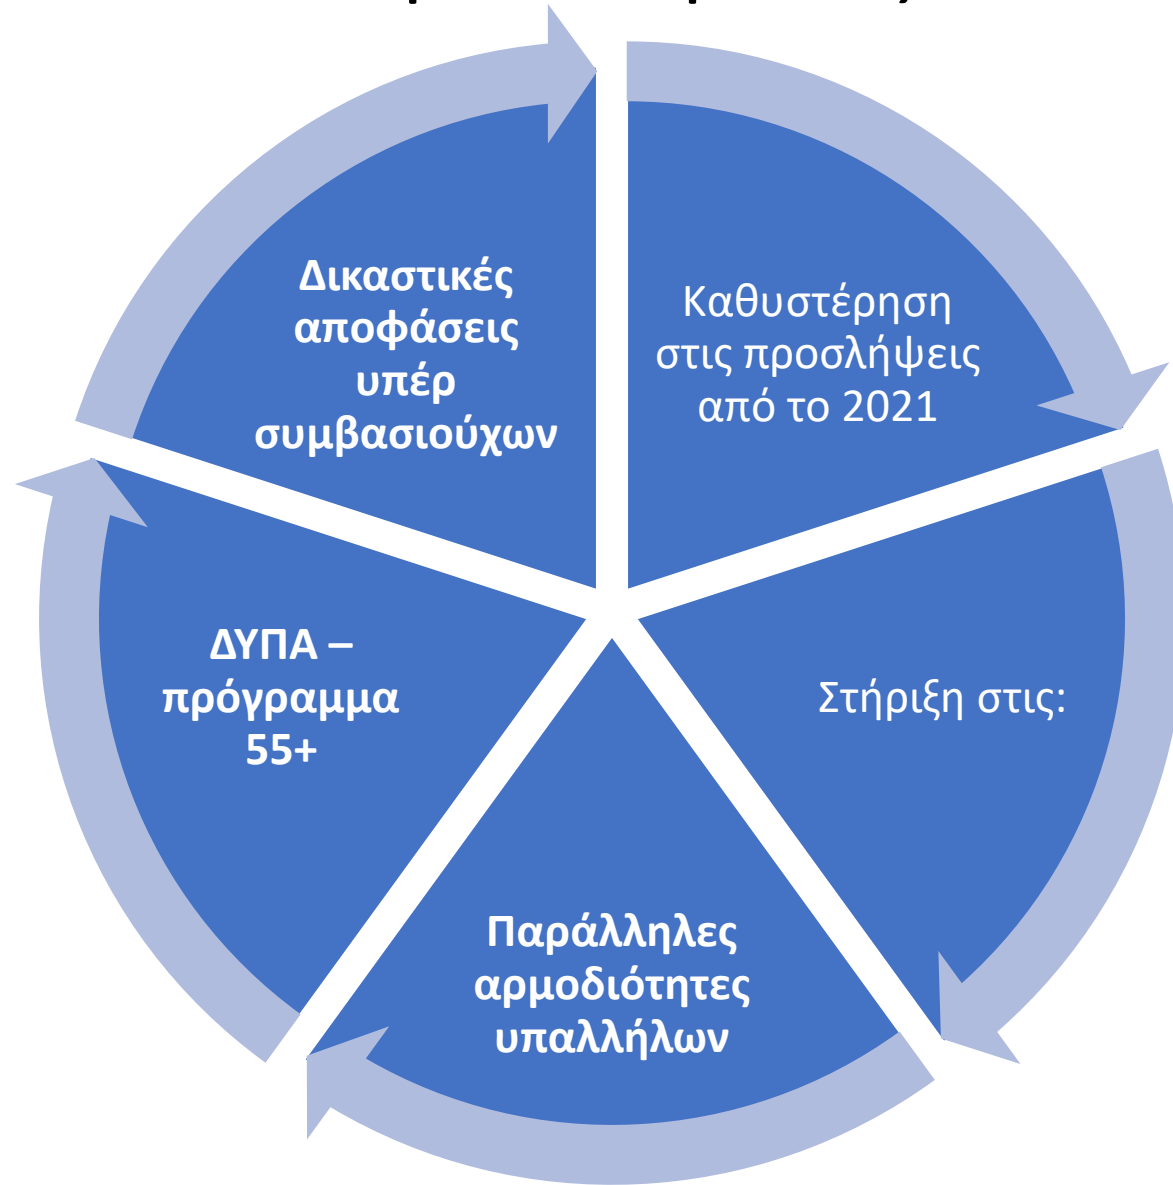 Καθυστέρηση
στις προσλήψεις
από το 2021
Στήριξη στις:
Παράλληλες
αρμοδιότητες
υπαλλήλων
ΔΥΠΑ –
πρόγραμμα
55+
Δικαστικές
αποφάσεις
υπέρ
συμβασιούχων